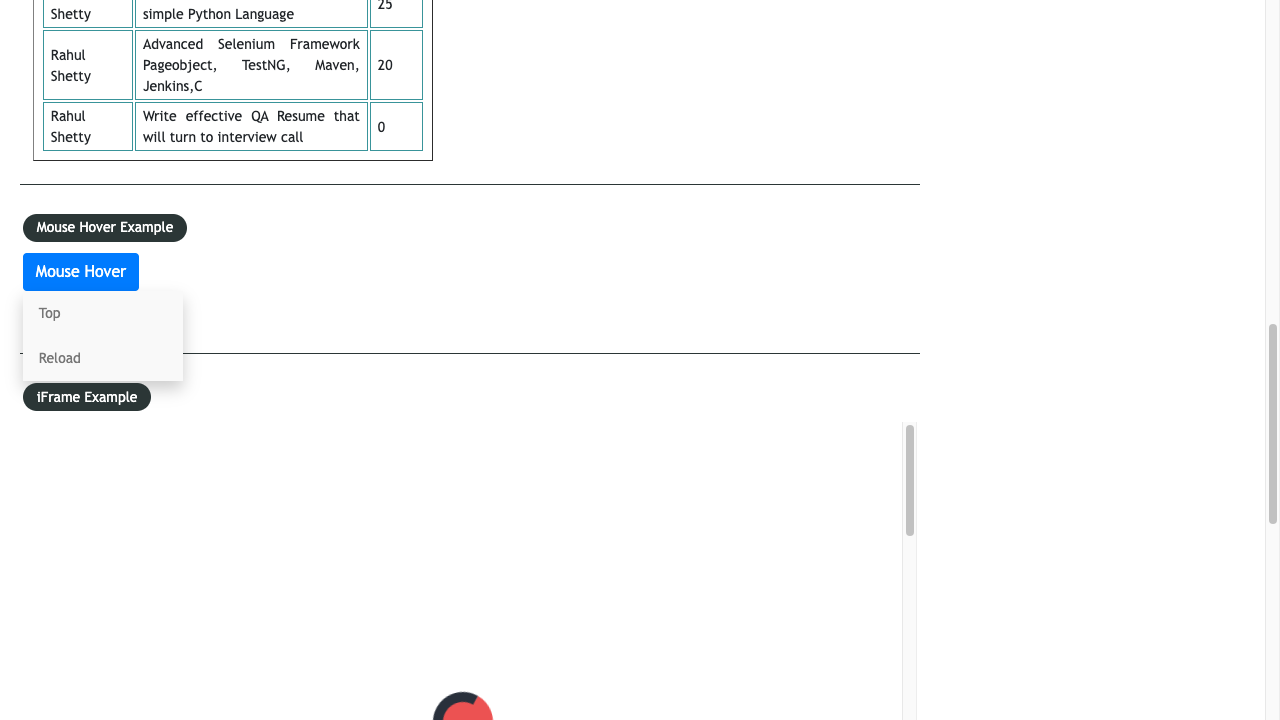 Shetty
simple Python Language
25
Rahul
Shetty
Advanced Selenium Framework
Pageobject, TestNG, Maven,
Jenkins,C
20
Rahul
Shetty
Write effective QA Resume that
will turn to interview call
0
Mouse Hover Example
Mouse Hover
Top
Reload
iFrame Example